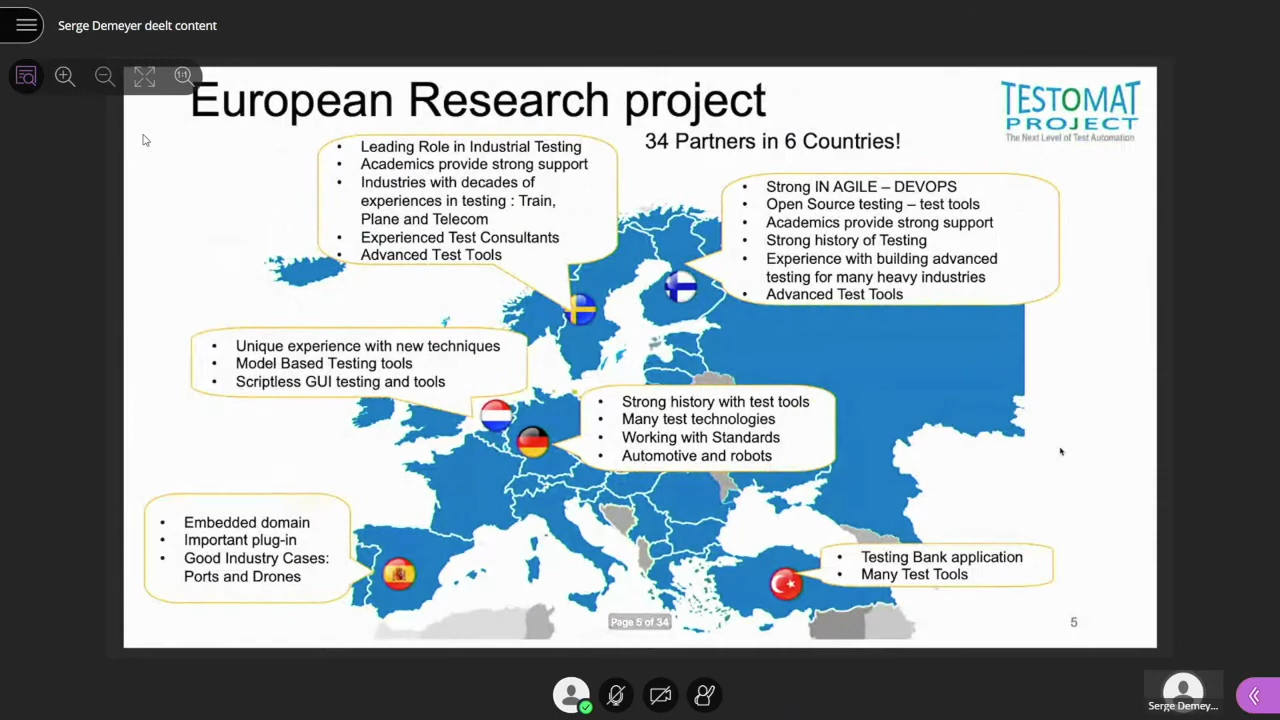 Serge Demeyer deelt content
1:1
European Research project
TESTOMAT
PROJECT
The Next Level of Test Automation
34 Partners in 6 Countries!
• Leading Role in Industrial Testing
• Academics provide strong support
• Industries with decades of
experiences in testing : Train,
Plane and Telecom
• Experienced Test Consultants
• Advanced Test Tools
• Strong IN AGILE – DEVOPS
• Open Source testing – test tools
• Academics provide strong support
• Strong history of Testing
• Experience with building advanced
testing for many heavy industries
• Advanced Test Tools
• Unique experience with new techniques
• Model Based Testing tools
• Scriptless GUI testing and tools
• Strong history with test tools
• Many test technologies
• Working with Standards
• Automotive and robots
• Embedded domain
• Important plug-in
• Good Industry Cases:
Ports and Drones
• Testing Bank application
• Many Test Tools
Page 5 of 34
5
Serge Demey...